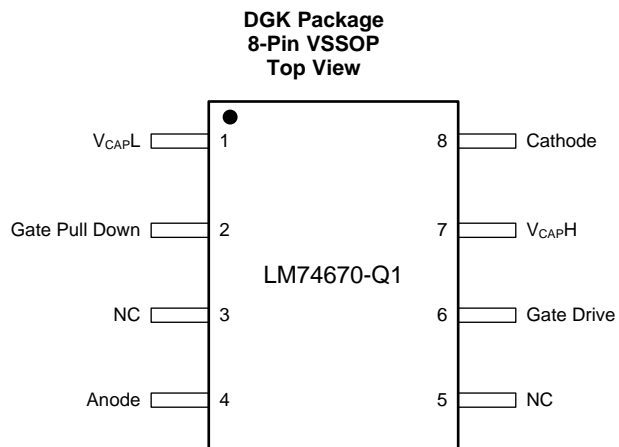 DGK Package
8-Pin VSSOP
Top View
VCAPL 1 8 Cathode
Gate Pull Down 2 7 VCAPH
LM74670-Q1
NC 3 6 Gate Drive
Anode 4 5 NC